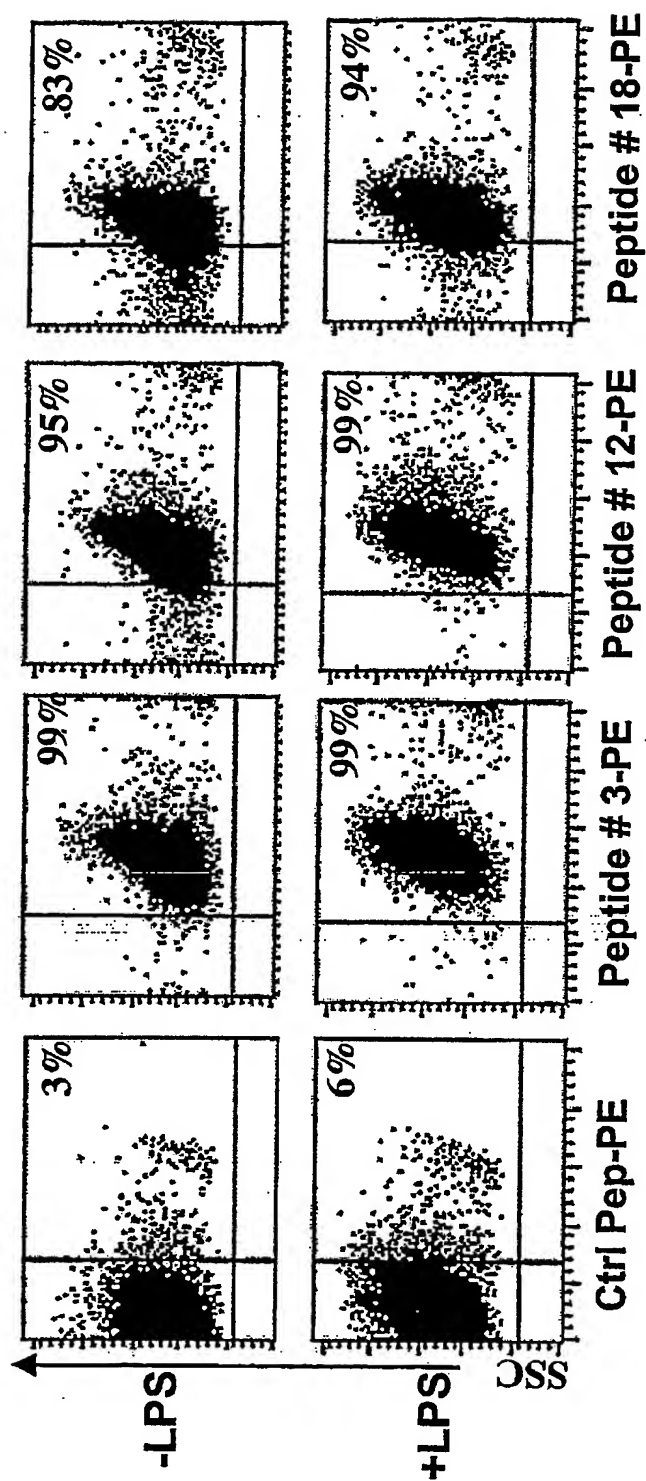 -LPS
3%
99%
95%
83%
+LPS
6%
99%
99%
94%
SSC
Ctrl Pep-PE
Peptide # 3-PE
Peptide # 12-PE
Peptide # 18-PE